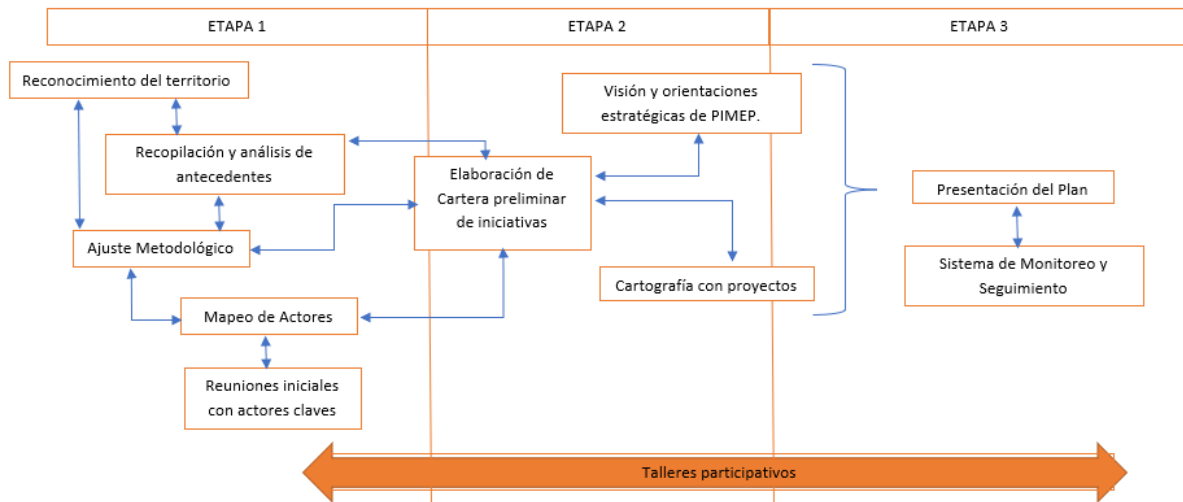 ETAPA 1
ETAPA 2
ETAPA 3
Reconocimiento del territorio
Recopilación y análisis de
antecedentes
Ajuste Metodológico
Mapeo de Actores
Reuniones iniciales
con actores claves
Elaboración de
Cartera preliminar
de iniciativas
Visión y orientaciones
estratégicas de PIMEP.
Cartografía con proyectos
Presentación del Plan
Sistema de Monitoreo y
Seguimiento
Talleres participativos